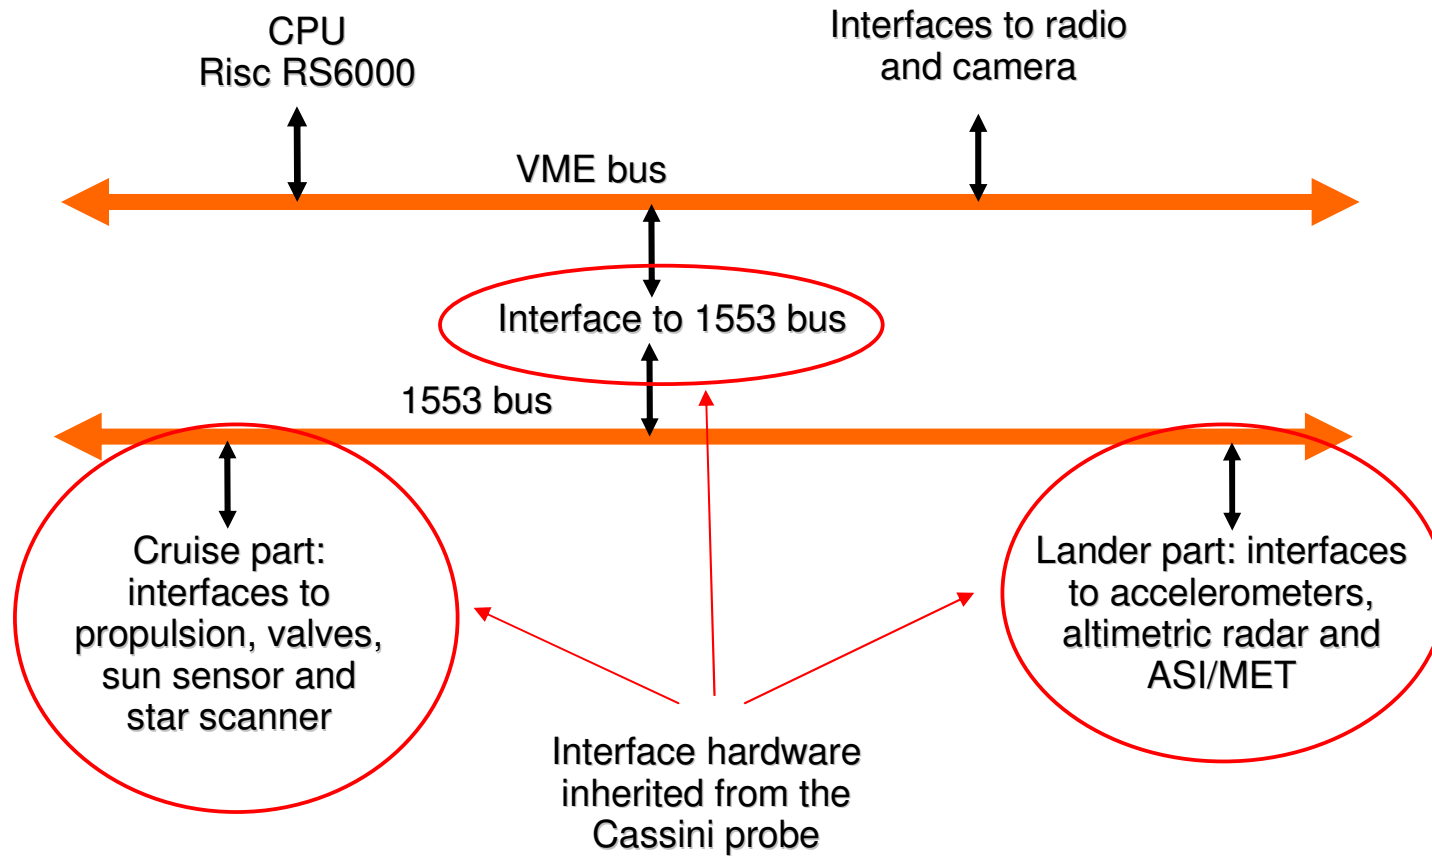 CPU
Risc RS6000
Interfaces to radio
and camera
VME bus
Interface to 1553 bus
1553 bus
Cruise part:
interfaces to
propulsion, valves,
sun sensor and
star scanner
Lander part: interfaces
to accelerometers,
altimetric radar and
ASI/MET
Interface hardware
inherited from the
Cassini probe